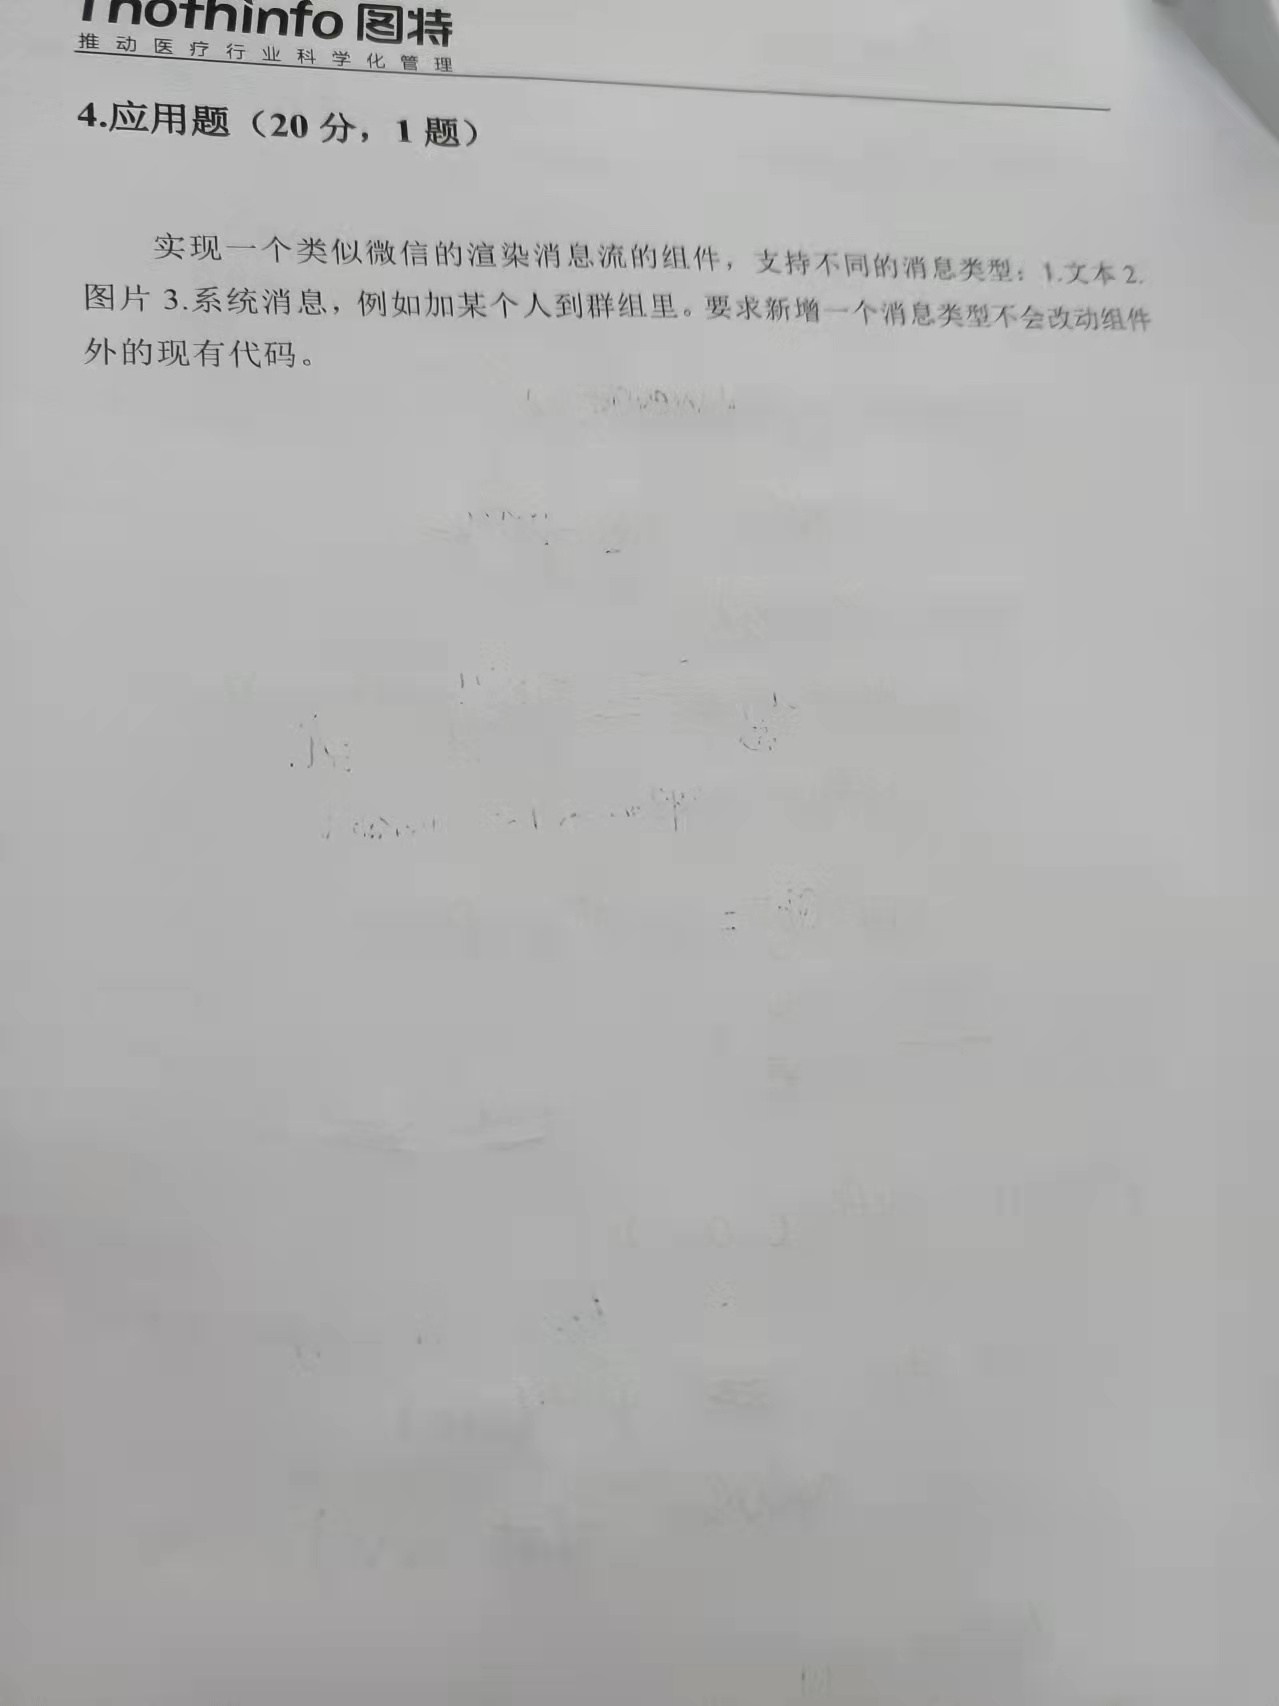 Thothinfo 图特
推动医疗行业科学化管理
4.应用题（20 分，1 题）
实现一个类似微信的渲染消息流的组件，支持不同的消息类型：1.文本 2.
图片 3.系统消息，例如加某个人到群组里。要求新增一个消息类型不会改动组件
外的现有代码。